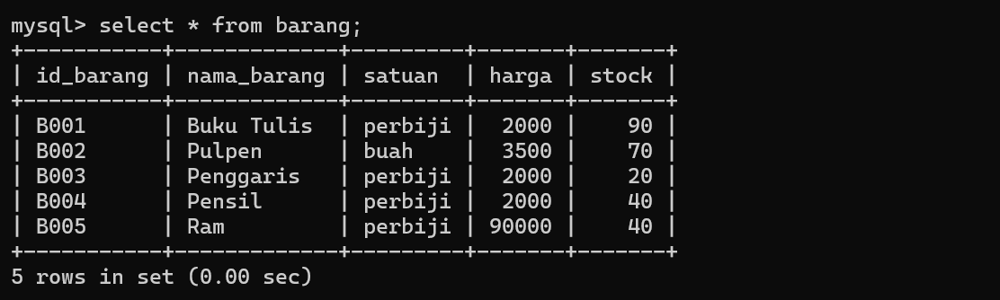 mysql> select * from barang;
+-----------+-------------+---------+-------+-------+
| id_barang | nama_barang | satuan  | harga | stock |
+-----------+-------------+---------+-------+-------+
| B001      | Buku Tulis  | perbiji |  2000 |    90 |
| B002      | Pulpen      | buah    |  3500 |    70 |
| B003      | Penggaris   | perbiji |  2000 |    20 |
| B004      | Pensil      | perbiji |  2000 |    40 |
| B005      | Ram         | perbiji | 90000 |    40 |
+-----------+-------------+---------+-------+-------+
5 rows in set (0.00 sec)